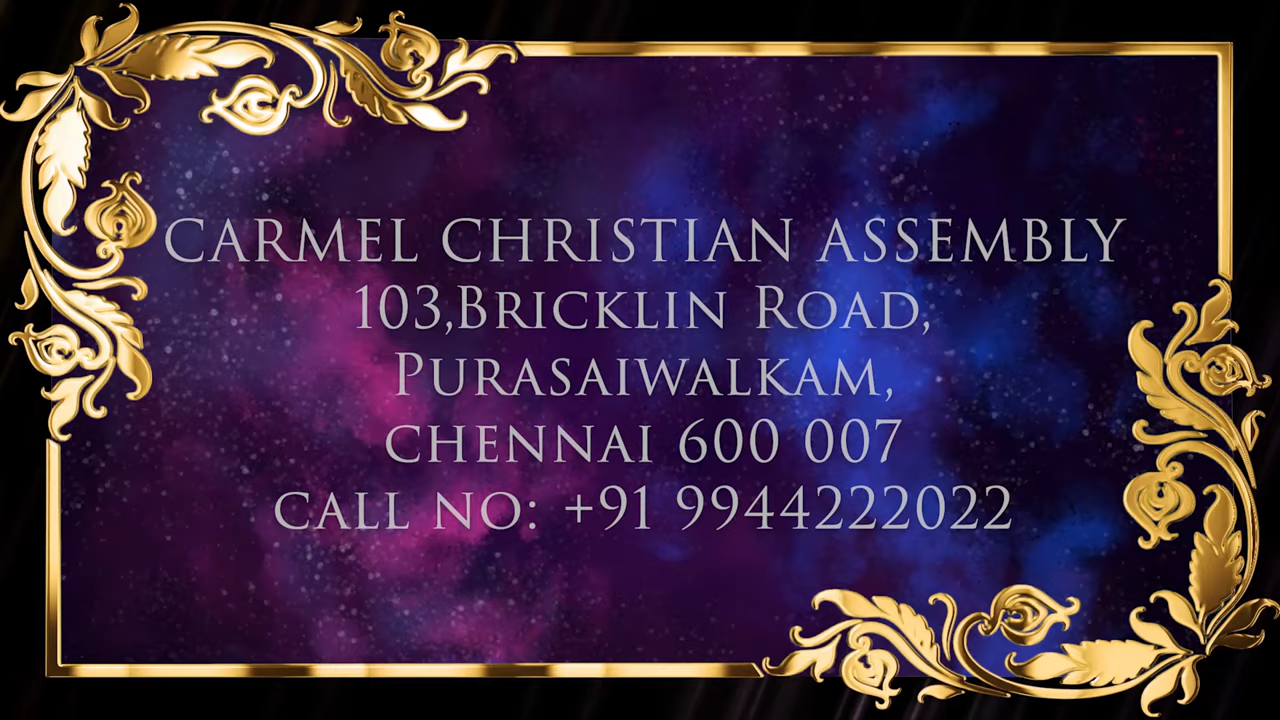 CARMEL CHRISTIAN ASSEMBLY
103,Bricklin Road,
Purasaiwalkam,
chennai 600 007
call no: +91 9944222022